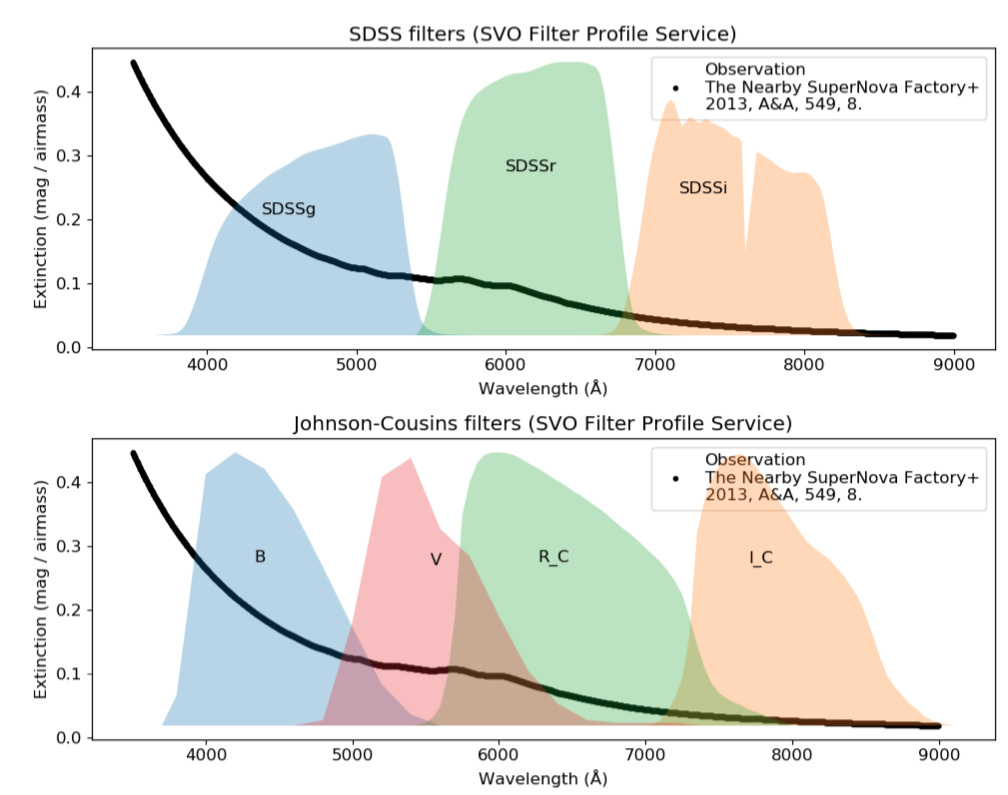 SDSS filters (SVO Filter Profile Service)
Extinction (mag / airmass)
0.4
0.3
0.2
0.1
0.0
Observation
The Nearby SuperNova Factory+
2013, A&A, 549, 8.
SDSSg
SDSSr
SDSSi
4000 5000 6000 7000 8000 9000
Wavelength (Å)
Johnson-Cousins filters (SVO Filter Profile Service)
Extinction (mag / airmass)
0.4
0.3
0.2
0.1
0.0
Observation
The Nearby SuperNova Factory+
2013, A&A, 549, 8.
B
V
R_C
I_C
4000 5000 6000 7000 8000 9000
Wavelength (Å)